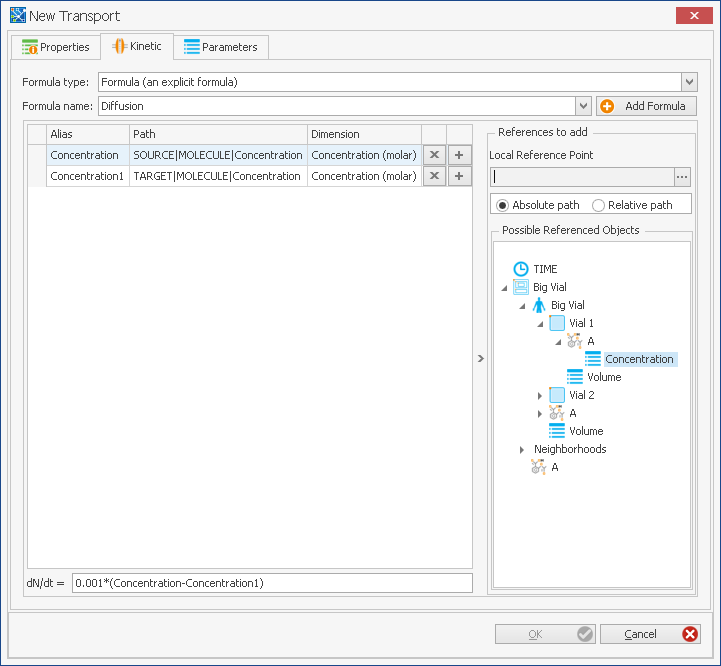 New Transport
Properties Kinetic Parameters
Formula type: Formula (an explicit formula)
Formula name: Diffusion Add Formula
Alias Path Dimension
Concentration SOURCE|MOLECULE|Concentration Concentration (molar)
Concentration1 TARGET|MOLECULE|Concentration Concentration (molar)
References to add
Local Reference Point
...
Absolute path Relative path
Possible Referenced Objects
TIME
Big Vial
Big Vial
Vial 1
A
Concentration
Volume
Vial 2
A
Volume
Neighborhoods
A
dN/dt = 0.001*(Concentration-Concentration1)
OK Cancel